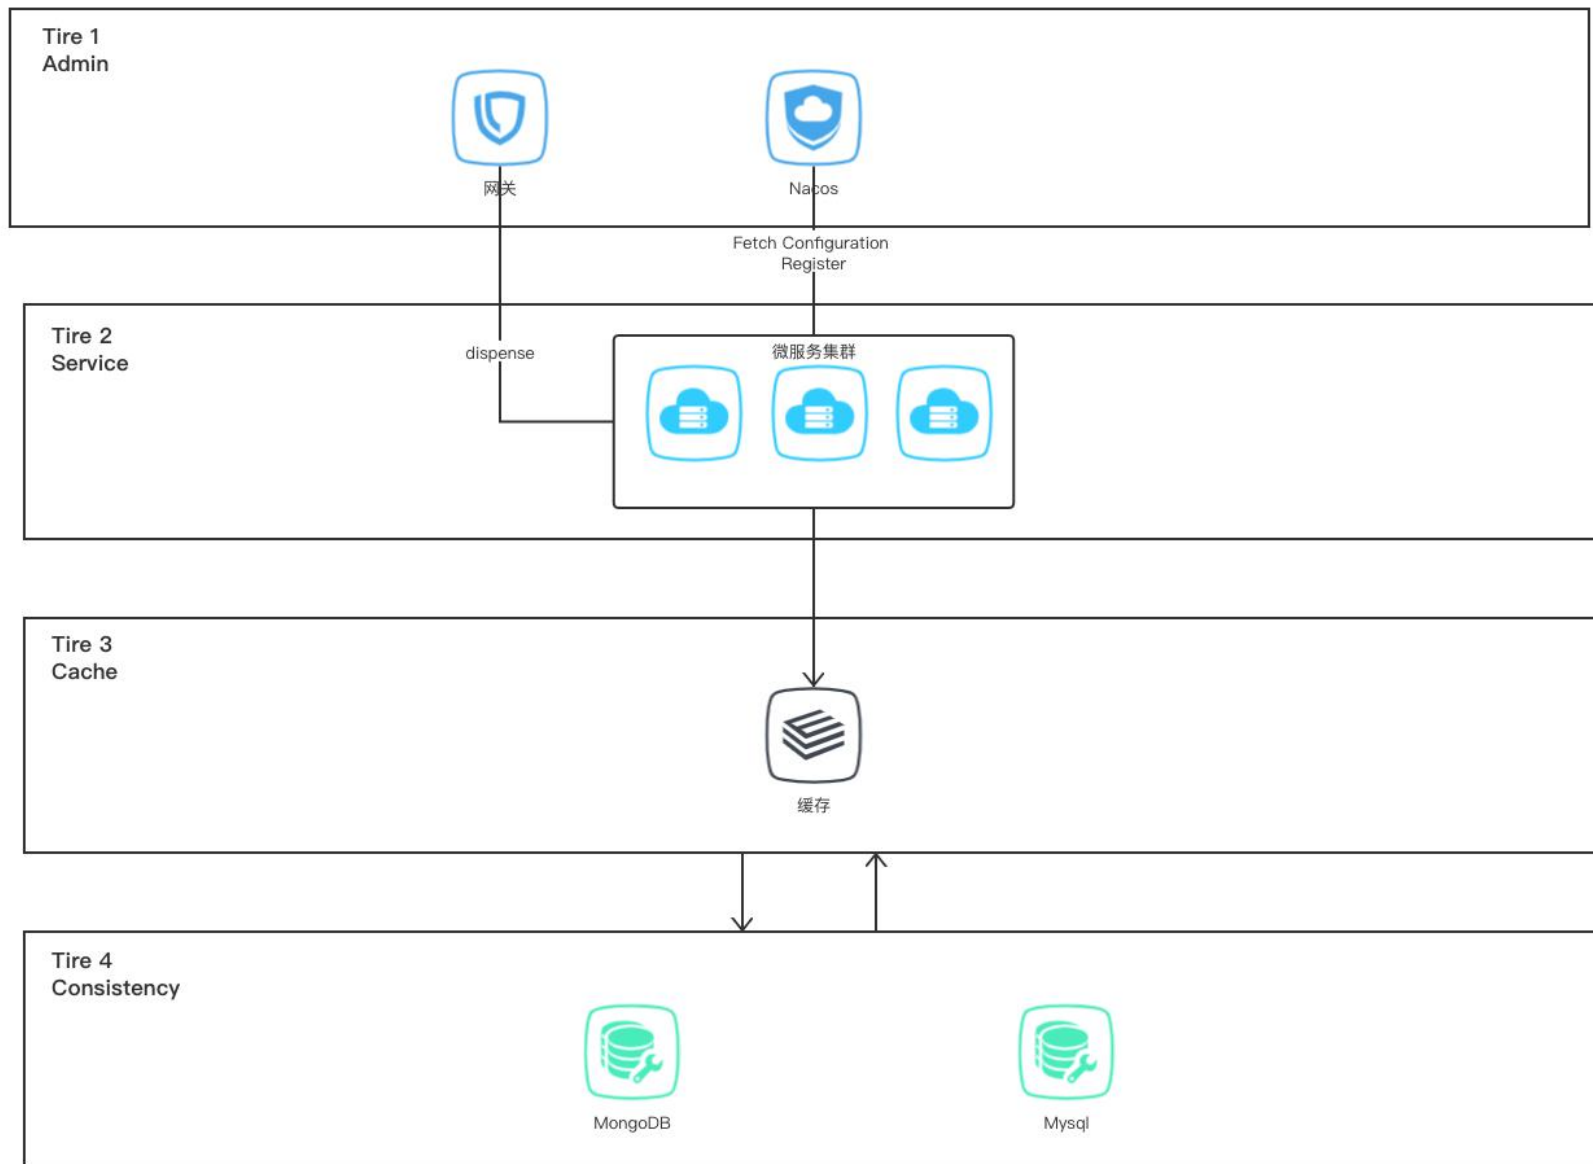 Tire 1
Admin
网关
Nacos
Fetch Configuration
Register
Tire 2
Service
dispense
微服务集群
Tire 3
Cache
缓存
Tire 4
Consistency
MongoDB
Mysql